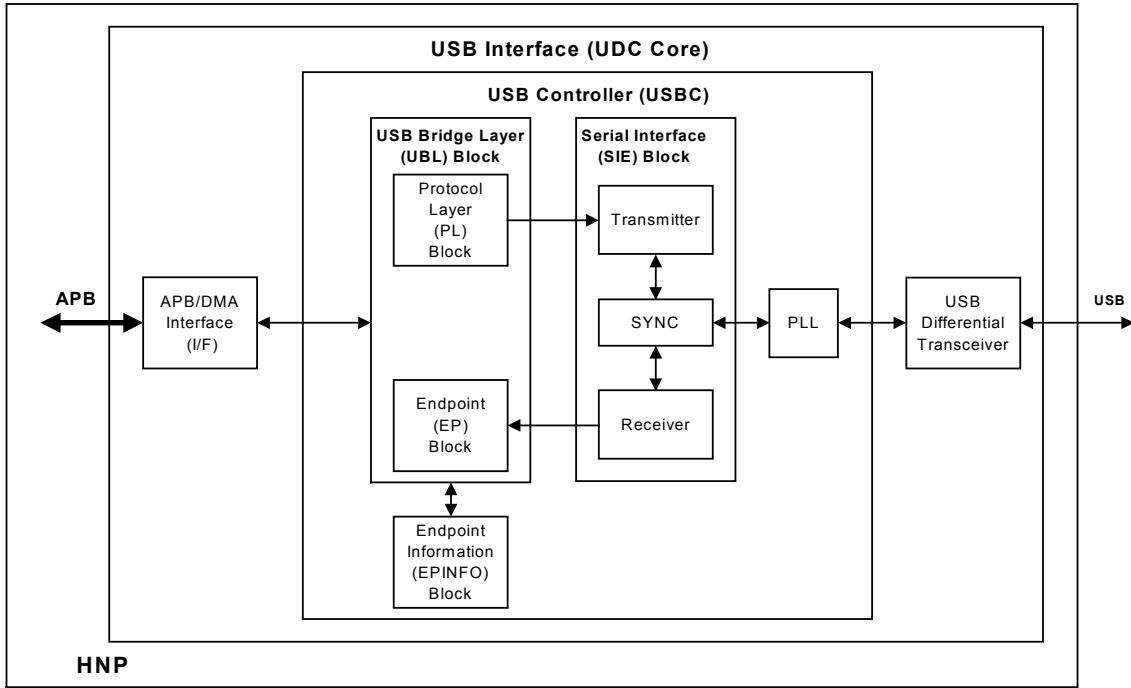 USB Interface (UDC Core)
USB Controller (USBC)
USB Bridge Layer
(UBL) Block
Serial Interface
(SIE) Block
Protocol
Layer
(PL)
Block
Transmitter
APB
APB/DMA
Interface
(I/F)
SYNC
PLL
USB
Differential
Transceiver
USB
Endpoint
(EP)
Block
Receiver
Endpoint
Information
(EPINFO)
Block
HNP